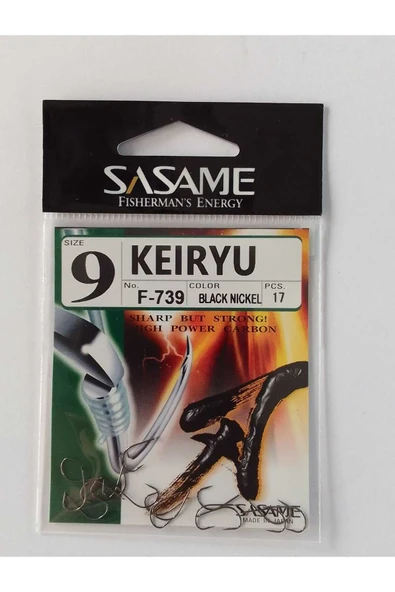 SASAME
FISHERMAN'S ENERGY
SIZE
9
KEIRYU
No.
F-739
COLOR
BLACK NICKEL
PCS.
17
SHARP BUT STRONG!
HIGH POWER CARBON
SASAME
MADE IN JAPAN